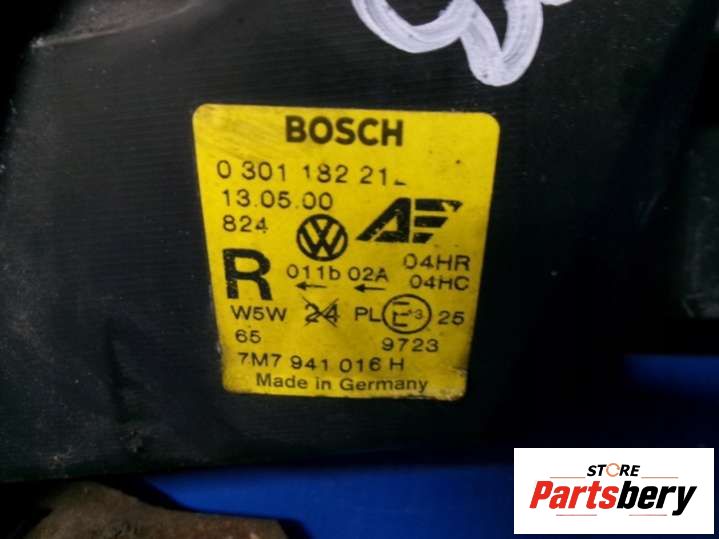 BOSCH
0 301 182 21
13.05.00
824
R 011b 02A 04HR
← ← 04HC
W5W 24 PL E 25
65 9723
7M7 941 016 H
Made in Germany
STORE
Partsbery